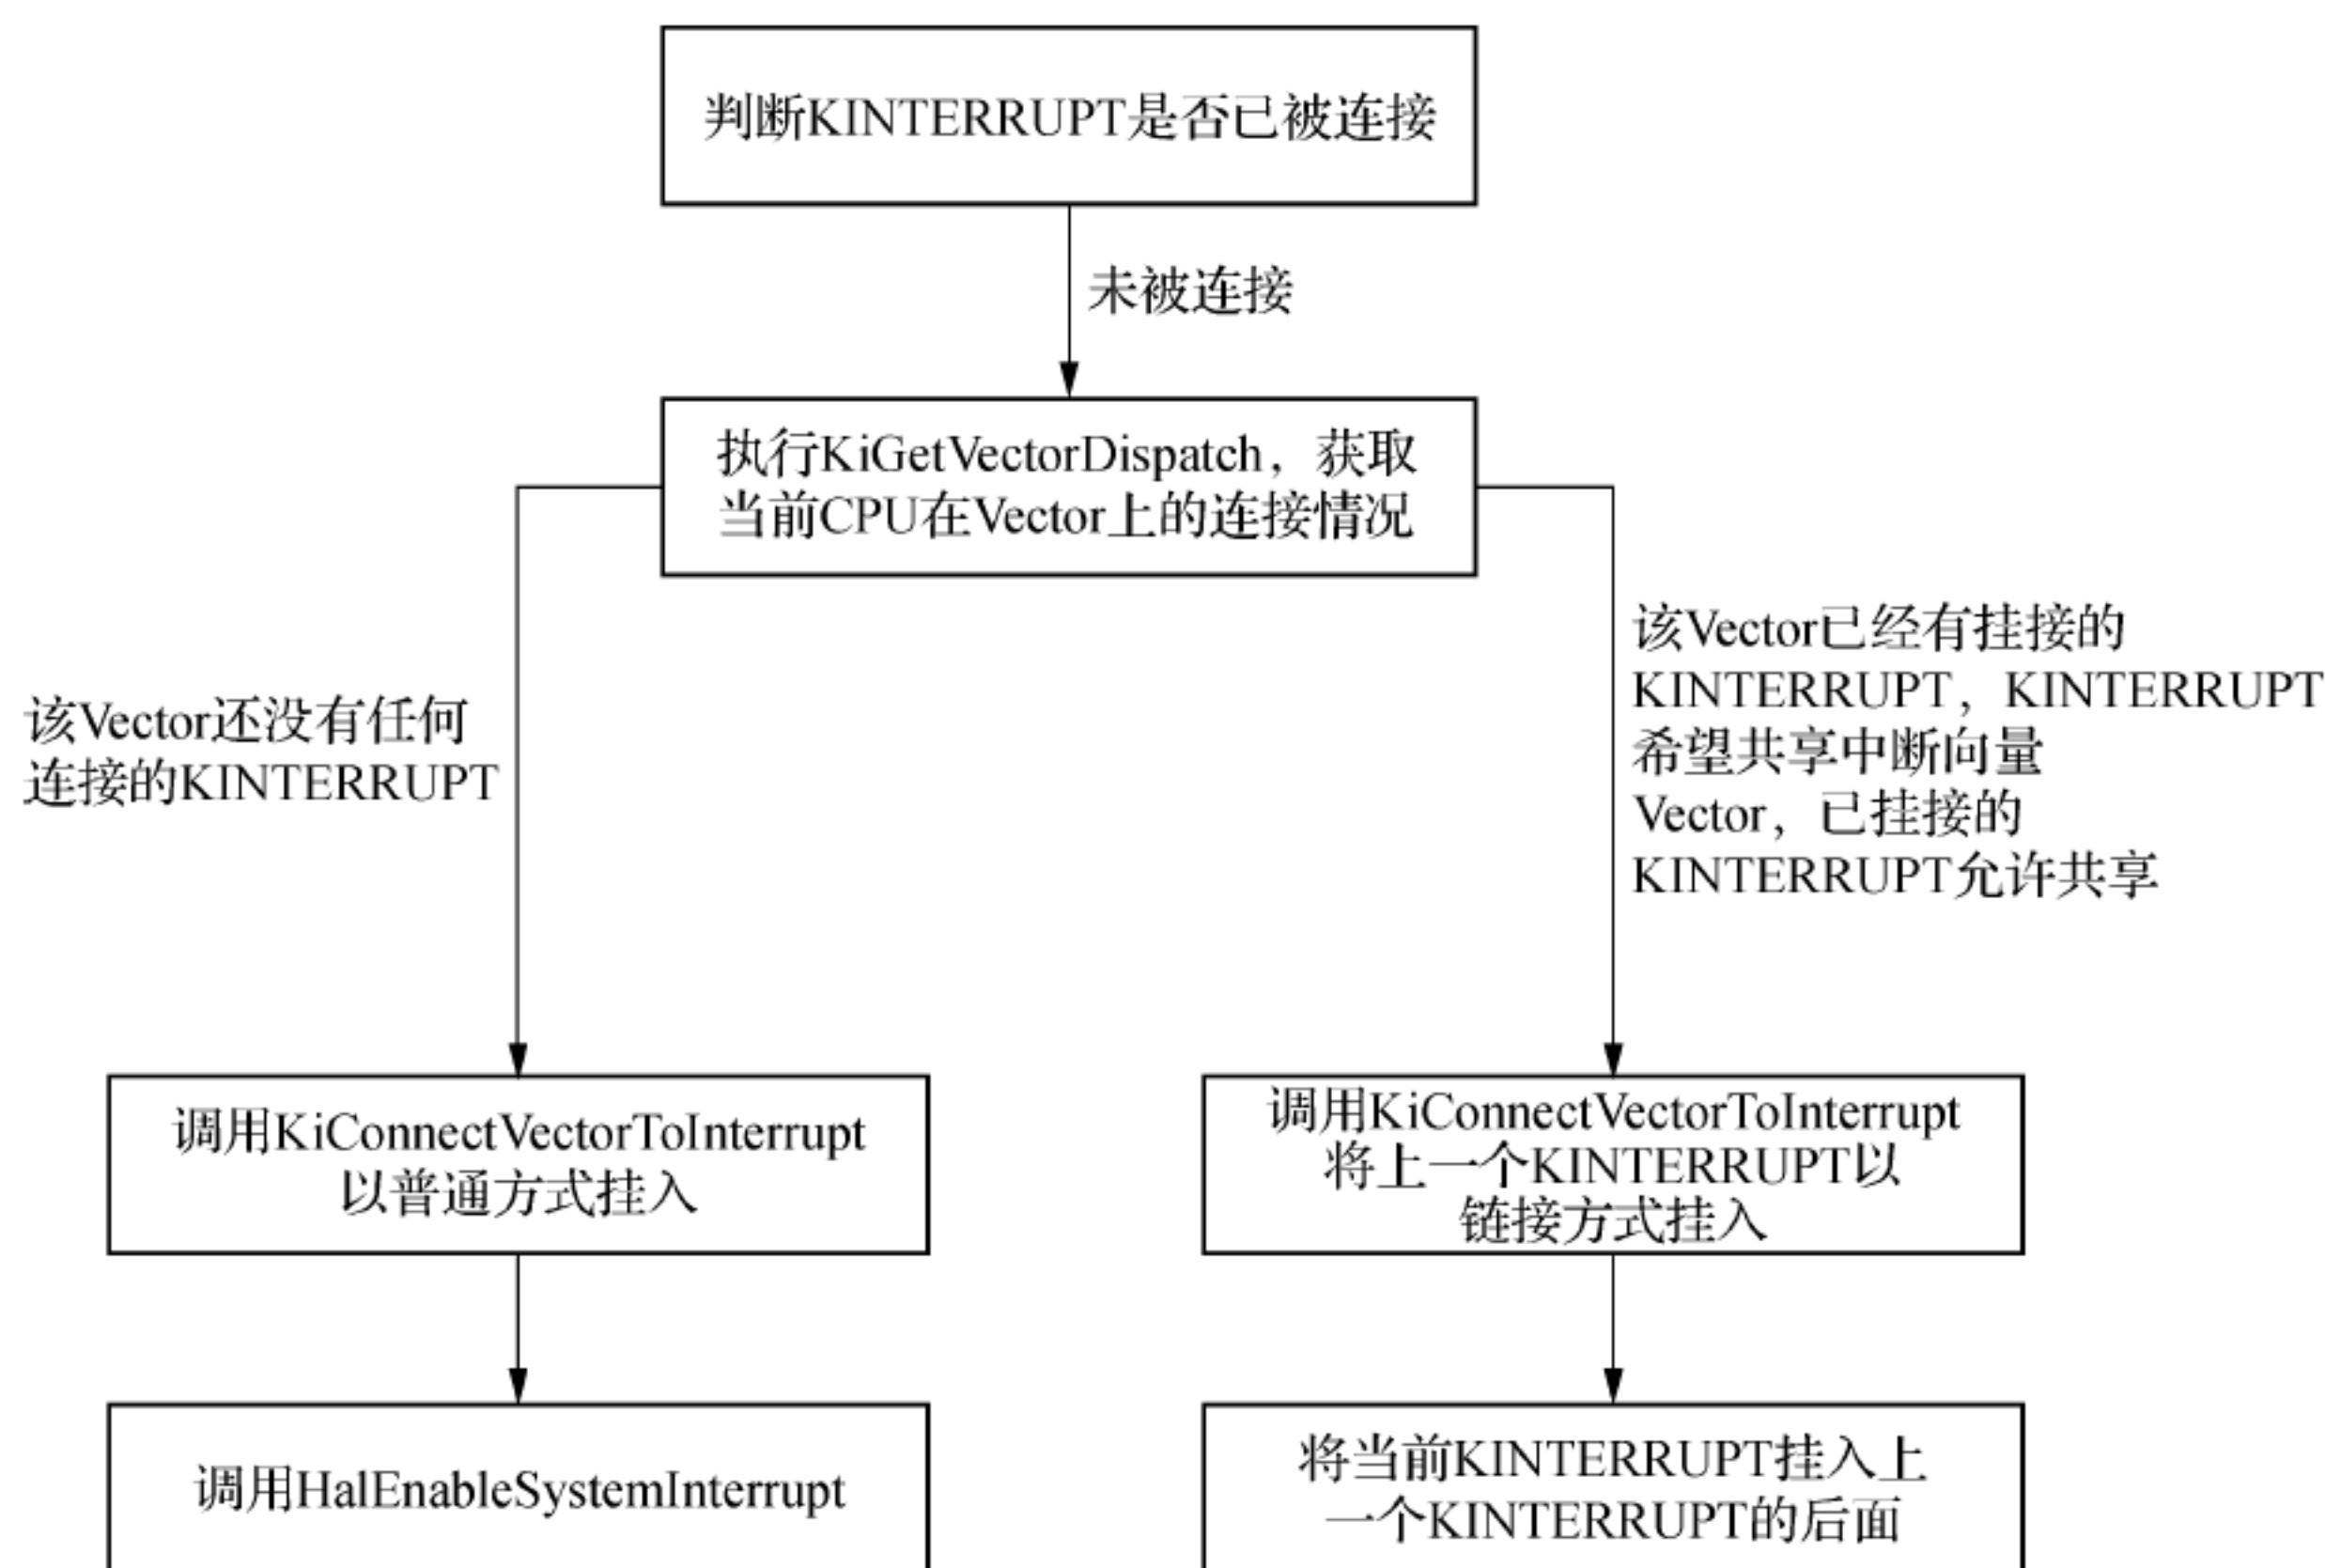 判断KINTERRUPT是否已被连接
未被连接
执行KiGetVectorDispatch，获取
当前CPU在Vector上的连接情况
该Vector还没有任何
连接的KINTERRUPT
该Vector已经有挂接的
KINTERRUPT，KINTERRUPT
希望共享中断向量
Vector，已挂接的
KINTERRUPT允许共享
调用KiConnectVectorToInterrupt
以普通方式挂入
调用KiConnectVectorToInterrupt
将上一个KINTERRUPT以
链接方式挂入
调用HalEnableSystemInterrupt
将当前KINTERRUPT挂入上
一个KINTERRUPT的后面